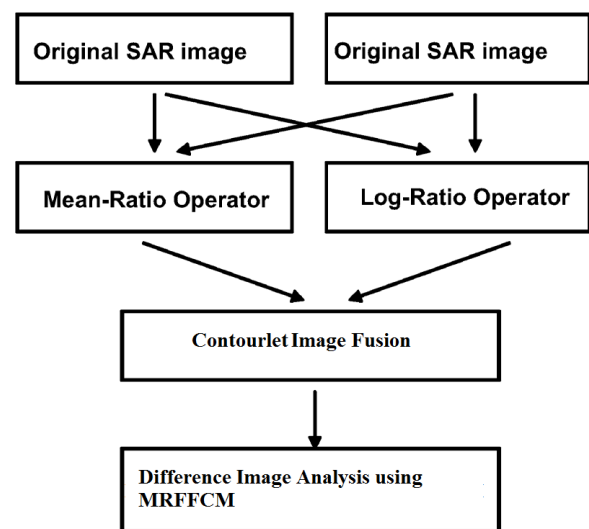 Original SAR image
Original SAR image
Mean-Ratio Operator
Log-Ratio Operator
Contourlet Image Fusion
Difference Image Analysis using
MRFFCM